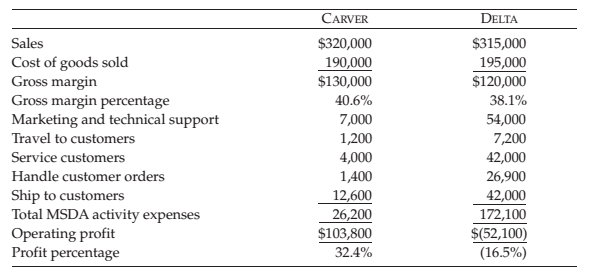 CARVER DELTA
Sales $320,000 $315,000
Cost of goods sold 190,000 195,000
Gross margin $130,000 $120,000
Gross margin percentage 40.6% 38.1%
Marketing and technical support 7,000 54,000
Travel to customers 1,200 7,200
Service customers 4,000 42,000
Handle customer orders 1,400 26,900
Ship to customers 12,600 42,000
Total MSDA activity expenses 26,200 172,100
Operating profit $103,800 $(52,100)
Profit percentage 32.4% (16.5%)